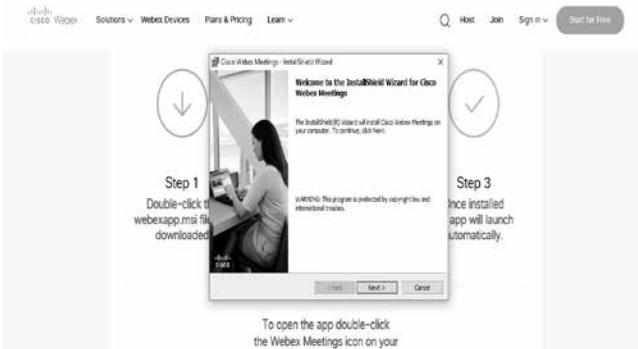 cisco Webex Solutions Webex Devices Plans & Pricing Learn Host Join Sign in Start for Free
Cisco Webex Meetings - InstallShield Wizard X
Welcome to the InstallShield Wizard for Cisco
Webex Meetings
The InstallShield(R) Wizard will install Cisco Webex Meetings on
your computer. To continue, click Next.
WARNING: This program is protected by copyright law and
international treaties.
cisco
< Back Next > Cancel
Step 1
Double-click t
webexapp.msi file
downloaded
Step 3
Once installed
app will launch
automatically.
To open the app double-click
the Webex Meetings icon on your